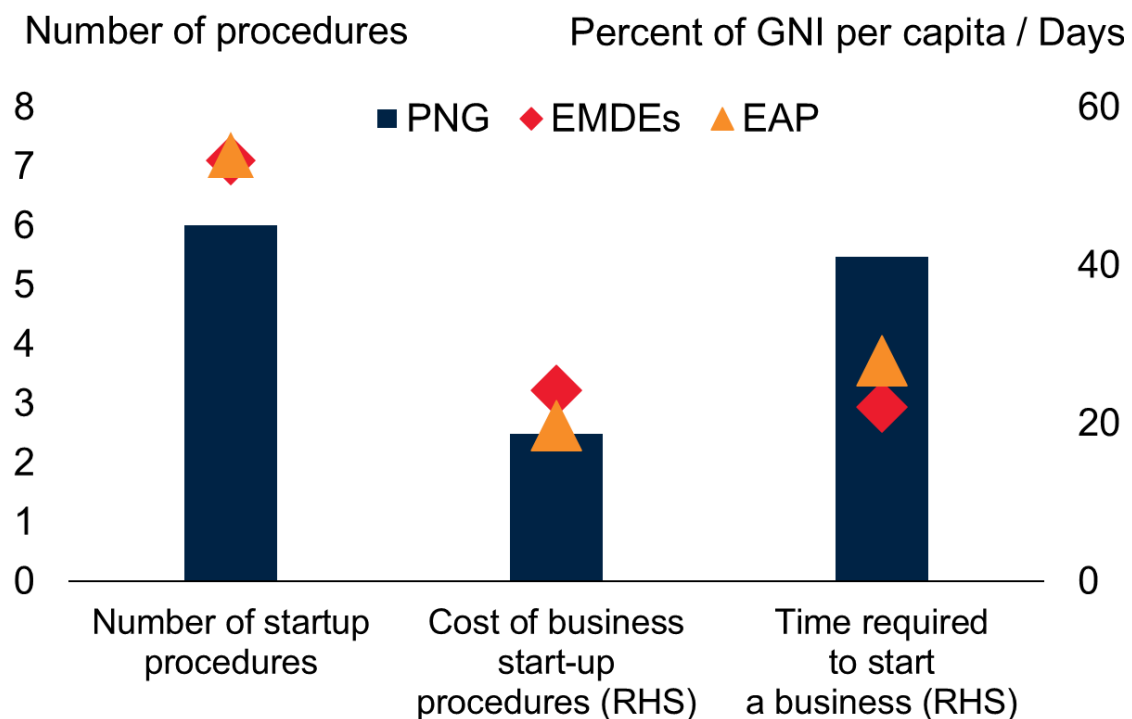 Number of procedures
Percent of GNI per capita / Days
PNG EMDEs EAP
8
7
6
5
4
3
2
1
0
60
40
20
0
Number of startup
procedures
Cost of business
start-up
procedures (RHS)
Time required
to start
a business (RHS)